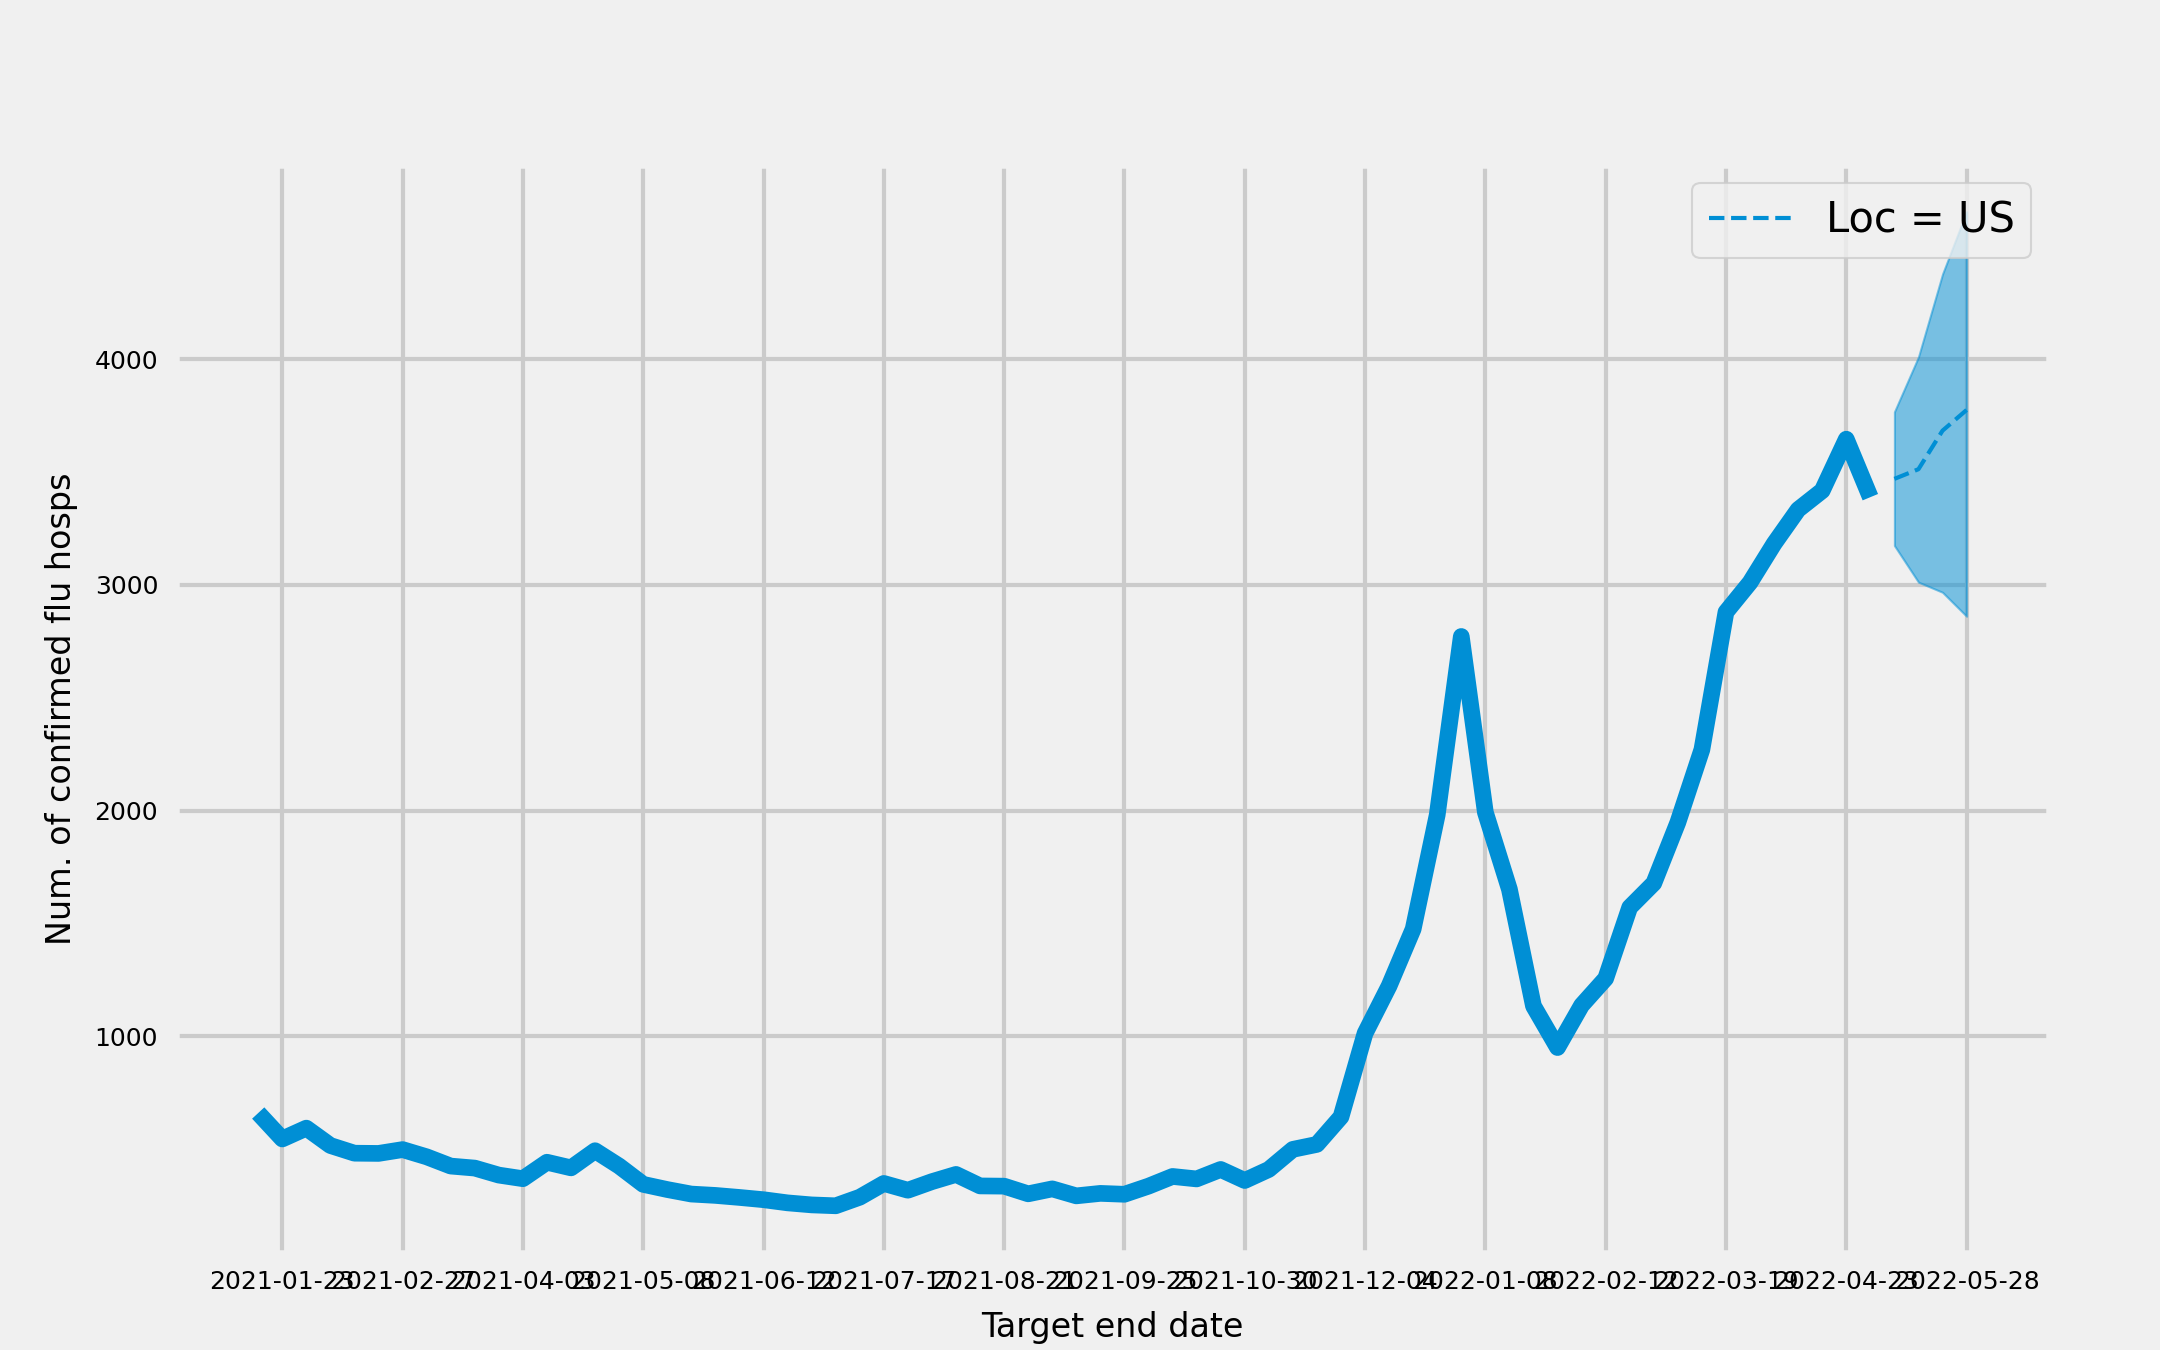 Loc = US
4000
3000
2000
1000
Num. of confirmed flu hosps
2021-01-23 2021-02-27 2021-04-03 2021-05-08 2021-06-12 2021-07-17 2021-08-21 2021-09-25 2021-10-30 2021-12-04 2022-01-08 2022-02-12 2022-03-19 2022-04-23 2022-05-28
Target end date